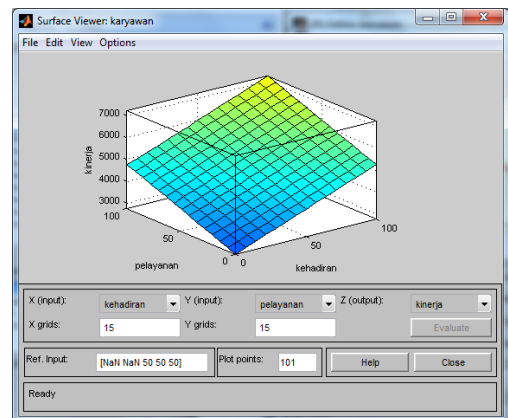 Surface Viewer: karyawan
File Edit View Options
7000
6000
5000
4000
3000
kinerja
100
50
0
pelayanan
0
50
100
kehadiran
X (input): kehadiran Y (input): pelayanan Z (output): kinerja
X grids: 15 Y grids: 15 Evaluate
Ref. Input: [NaN NaN 50 50 50] Plot points: 101 Help Close
Ready